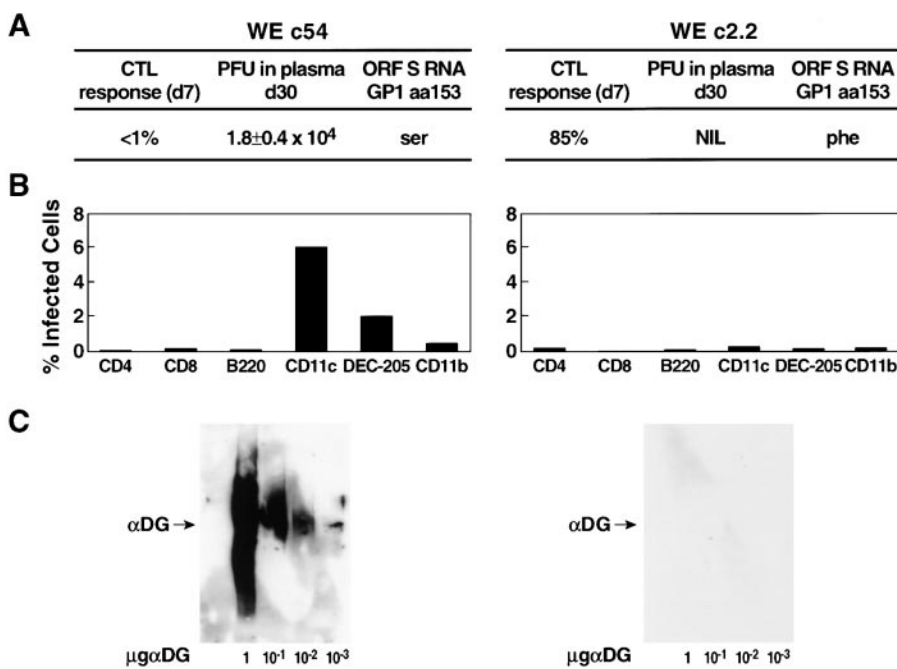 A
WE c54
WE c2.2
CTL response (d7)
PFU in plasma d30
ORF S RNA GP1 aa153
CTL response (d7)
PFU in plasma d30
ORF S RNA GP1 aa153
<1% 1.8±0.4 x 10⁴ ser
85% NIL phe
B
% Infected Cells
8
6
4
2
0
CD4 CD8 B220 CD11c DEC-205 CD11b
8
6
4
2
0
CD4 CD8 B220 CD11c DEC-205 CD11b
C
αDG→
αDG→
μgαDG 1 10⁻¹ 10⁻² 10⁻³
μgαDG 1 10⁻¹ 10⁻² 10⁻³